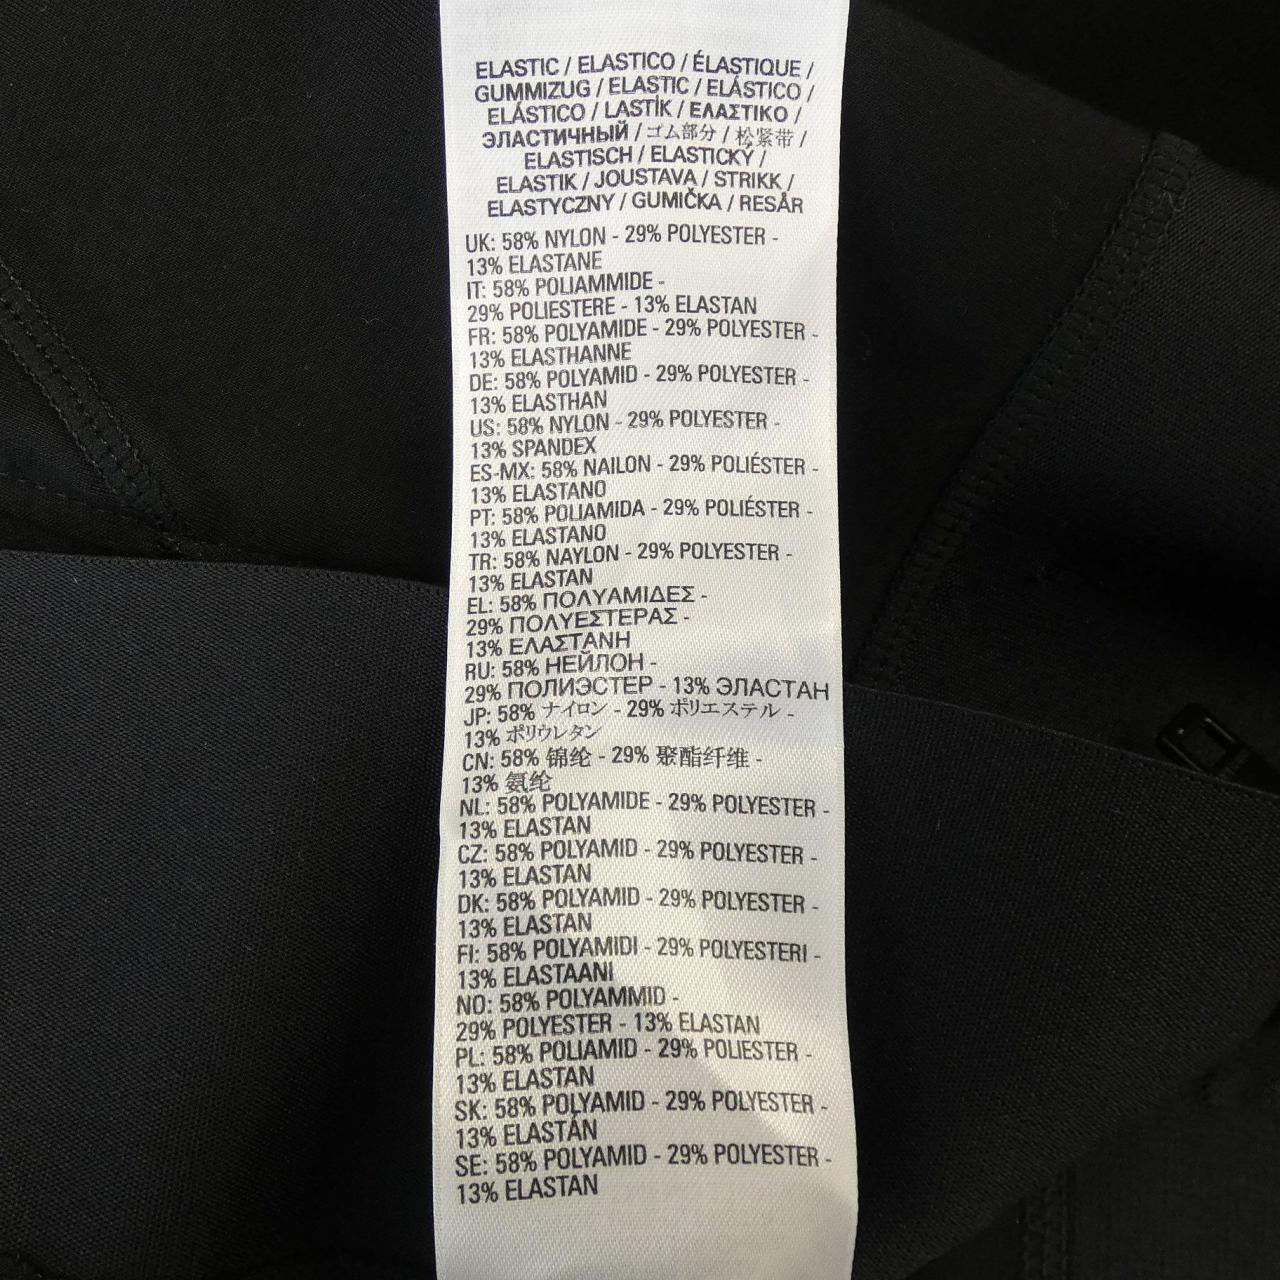 ELASTIC / ELASTICO / ÉLASTIQUE /
GUMMIZUG / ELASTIC / ELÁSTICO /
ELÁSTICO / LASTİK / ΕΛΑΣΤΙΚΟ /
ЭЛАСТИЧНЫЙ / ゴム部分 / 松紧带 /
ELASTISCH / ELASTICKÝ /
ELASTIK / JOUSTAVA / STRIKK /
ELASTYCZNY / GUMIČKA / RESÅR
UK: 58% NYLON - 29% POLYESTER -
13% ELASTANE
IT: 58% POLIAMMIDE -
29% POLIESTERE - 13% ELASTAN
FR: 58% POLYAMIDE - 29% POLYESTER -
13% ELASTHANNE
DE: 58% POLYAMID - 29% POLYESTER -
13% ELASTHAN
US: 58% NYLON - 29% POLYESTER -
13% SPANDEX
ES-MX: 58% NAILON - 29% POLIÉSTER -
13% ELASTANO
PT: 58% POLIAMIDA - 29% POLIÉSTER -
13% ELASTANO
TR: 58% NAYLON - 29% POLYESTER -
13% ELASTAN
EL: 58% ΠΟΛΥΑΜΙΔΕΣ -
29% ΠΟΛΥΕΣΤΕΡΑΣ -
13% ΕΛΑΣΤΑΝΗ
RU: 58% НЕЙЛОН -
29% ПОЛИЭСТЕР - 13% ЭЛАСТАН
JP: 58% ナイロン - 29% ポリエステル -
13% ポリウレタン
CN: 58% 锦纶 - 29% 聚酯纤维 -
13% 氨纶
NL: 58% POLYAMIDE - 29% POLYESTER -
13% ELASTAN
CZ: 58% POLYAMID - 29% POLYESTER -
13% ELASTAN
DK: 58% POLYAMID - 29% POLYESTER -
13% ELASTAN
FI: 58% POLYAMIDI - 29% POLYESTERI -
13% ELASTAANI
NO: 58% POLYAMMID -
29% POLYESTER - 13% ELASTAN
PL: 58% POLIAMID - 29% POLIESTER -
13% ELASTAN
SK: 58% POLYAMID - 29% POLYESTER -
13% ELASTÁN
SE: 58% POLYAMID - 29% POLYESTER -
13% ELASTAN